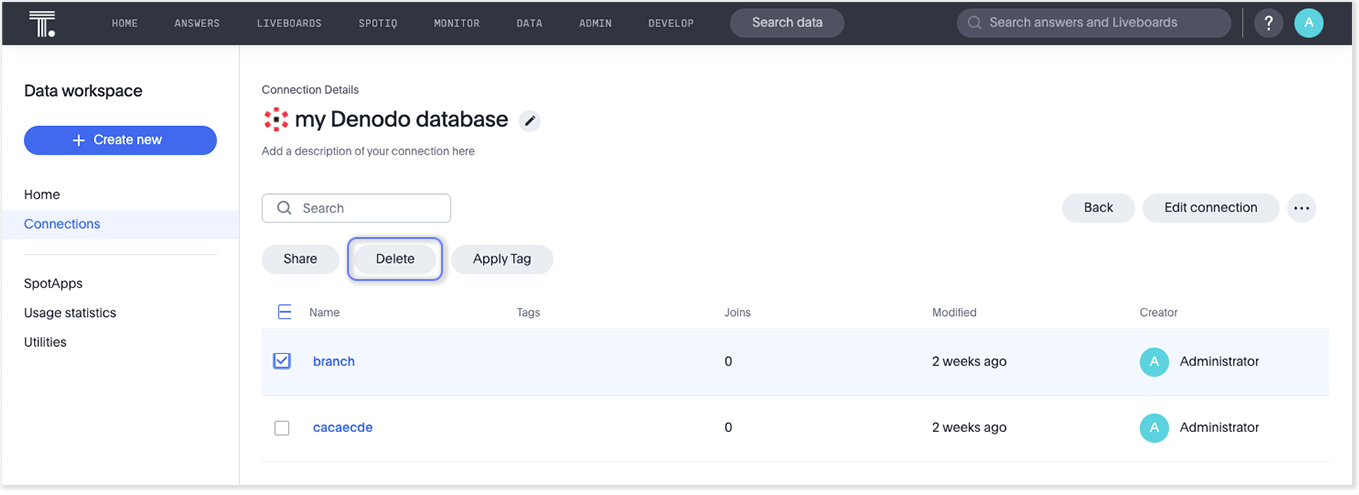 T. HOME ANSWERS LIVEBOARDS SPOTIQ MONITOR DATA ADMIN DEVELOP Search data Search answers and Liveboards ? A
Data workspace
+ Create new
Home
Connections
SpotApps
Usage statistics
Utilities
Connection Details
my Denodo database
Add a description of your connection here
Search Back Edit connection ...
Share Delete Apply Tag
Name Tags Joins Modified Creator
branch 0 2 weeks ago A Administrator
cacaecde 0 2 weeks ago A Administrator